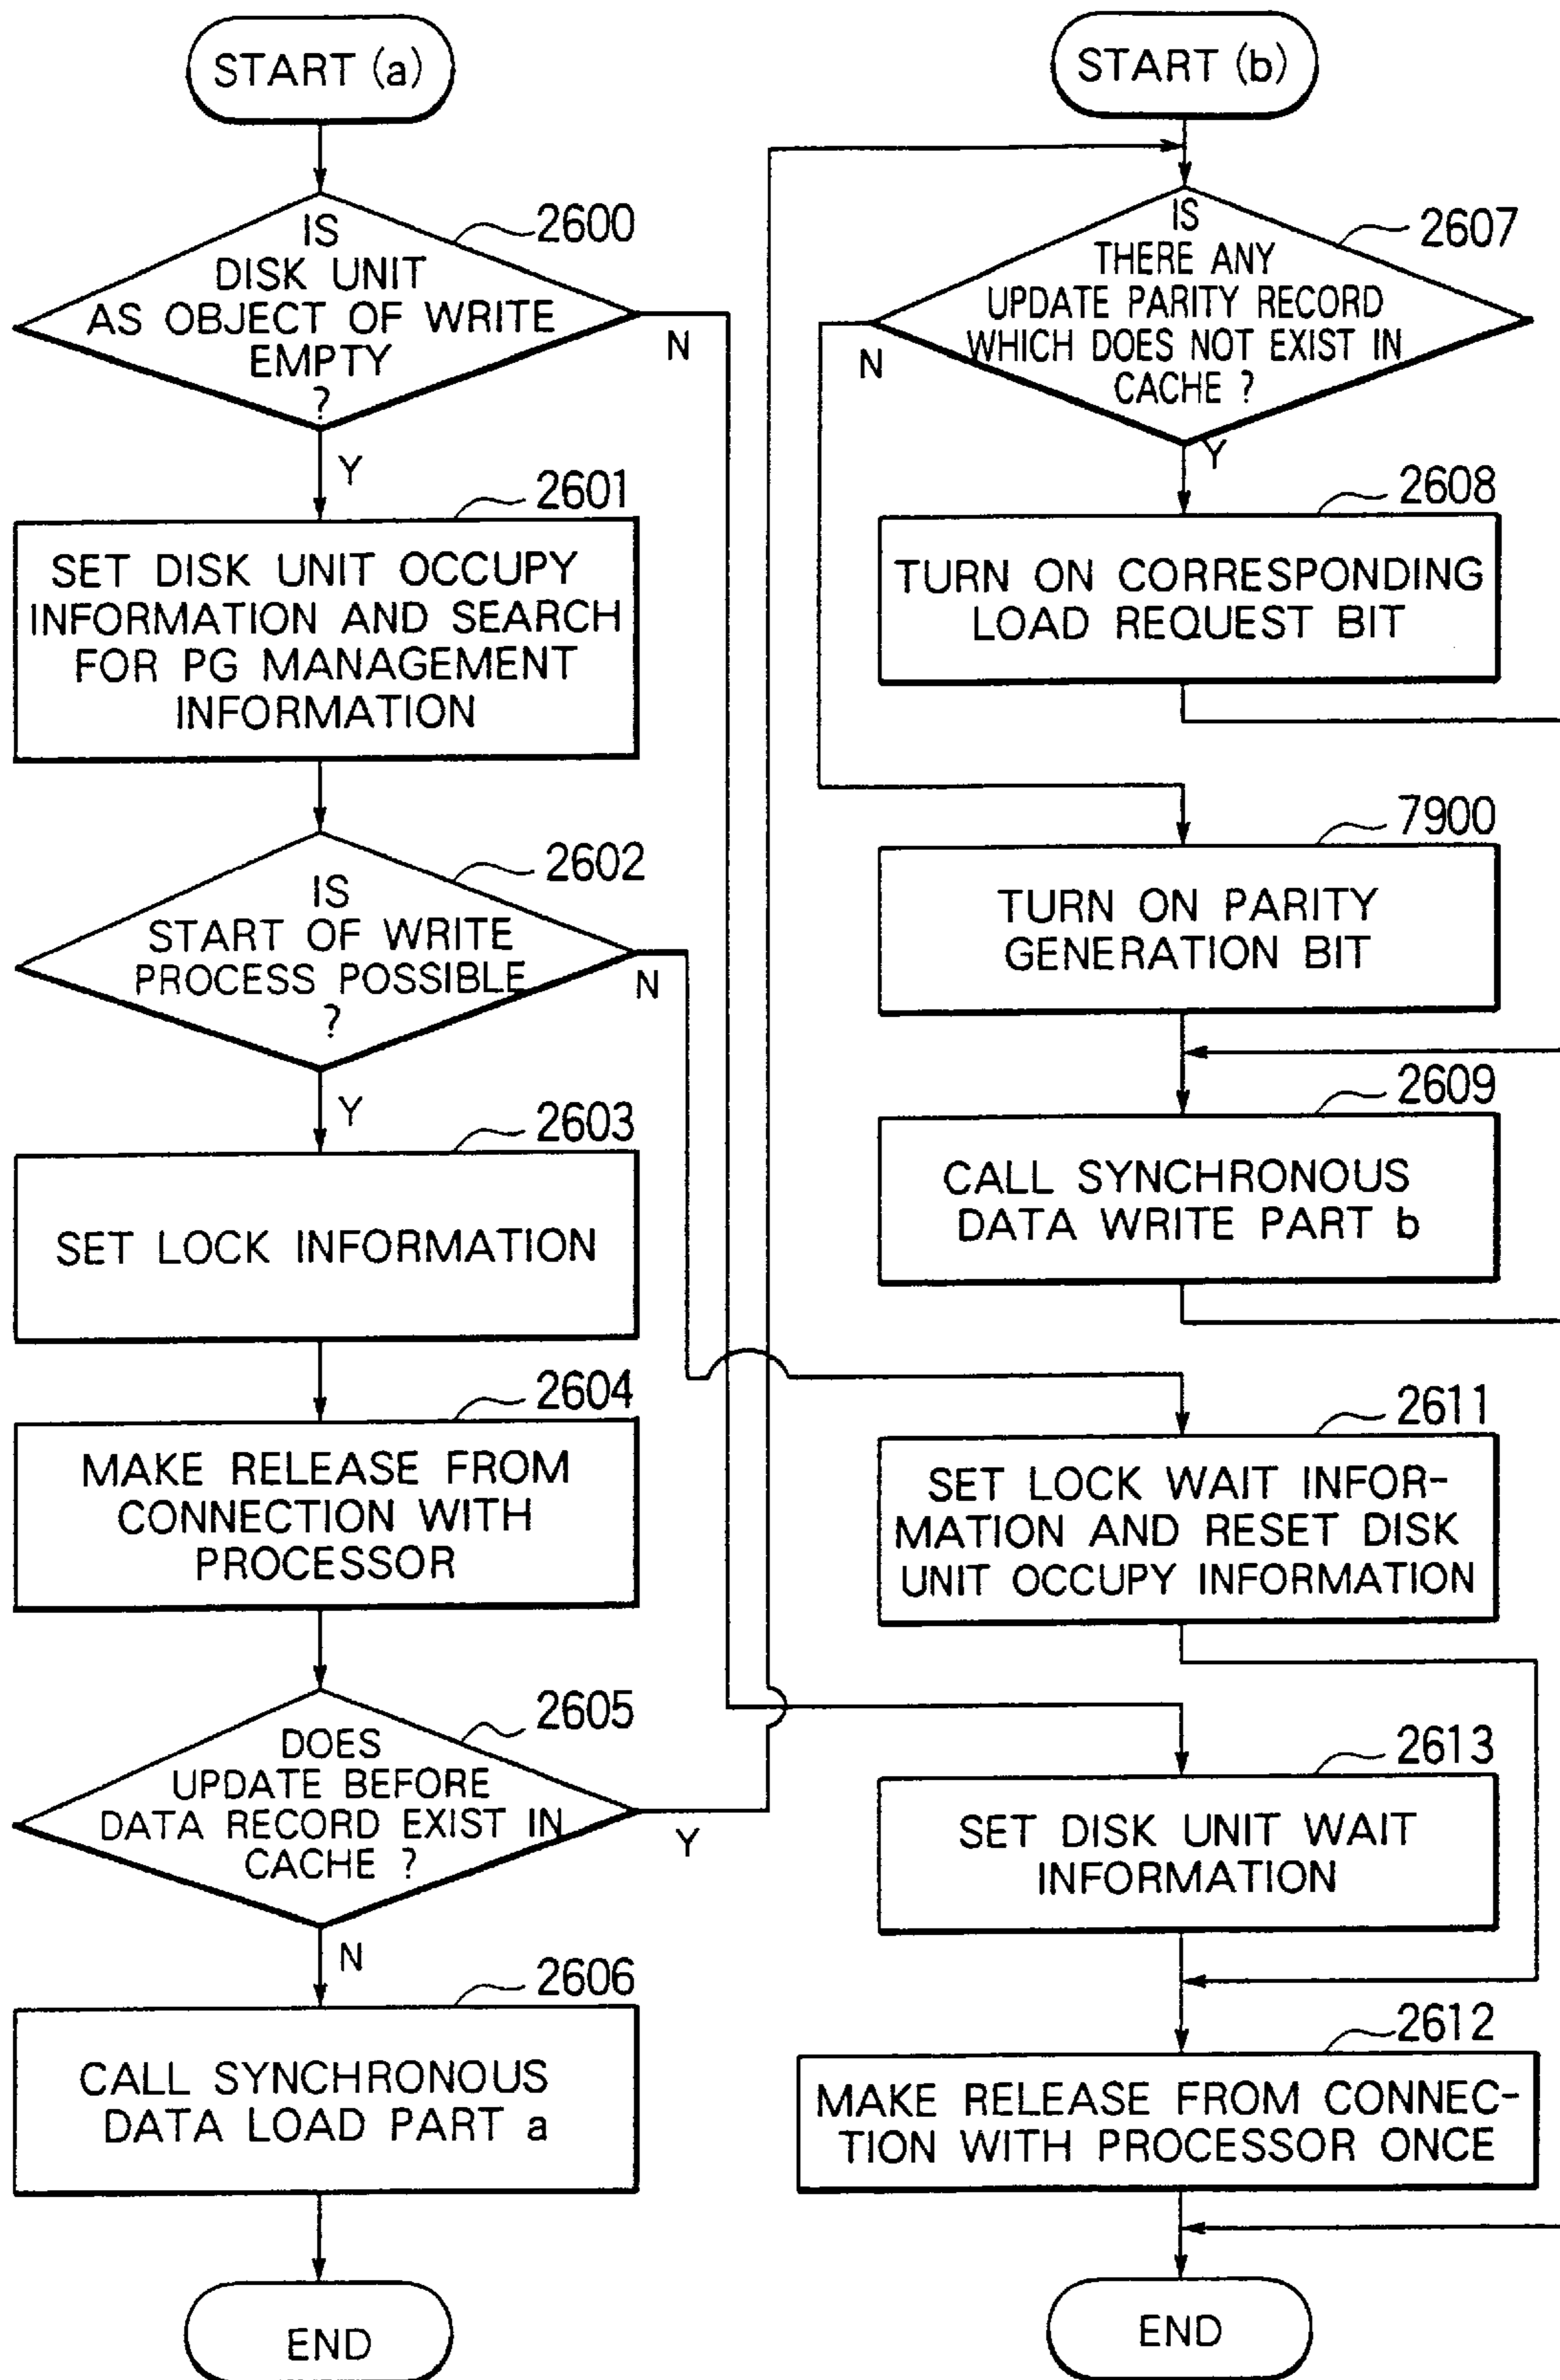 START (a)
2600
IS
DISK UNIT
AS OBJECT OF WRITE
EMPTY
?
N
Y
2601
SET DISK UNIT OCCUPY
INFORMATION AND SEARCH
FOR PG MANAGEMENT
INFORMATION
2602
IS
START OF WRITE
PROCESS POSSIBLE
?
N
Y
2603
SET LOCK INFORMATION
2604
MAKE RELEASE FROM
CONNECTION WITH
PROCESSOR
2605
DOES
UPDATE BEFORE
DATA RECORD EXIST IN
CACHE ?
Y
N
2606
CALL SYNCHRONOUS
DATA LOAD PART a
END
START (b)
2607
IS
THERE ANY
UPDATE PARITY RECORD
WHICH DOES NOT EXIST IN
CACHE ?
N
Y
2608
TURN ON CORRESPONDING
LOAD REQUEST BIT
7900
TURN ON PARITY
GENERATION BIT
2609
CALL SYNCHRONOUS
DATA WRITE PART b
2611
SET LOCK WAIT INFOR-
MATION AND RESET DISK
UNIT OCCUPY INFORMATION
2613
SET DISK UNIT WAIT
INFORMATION
2612
MAKE RELEASE FROM CONNEC-
TION WITH PROCESSOR ONCE
END